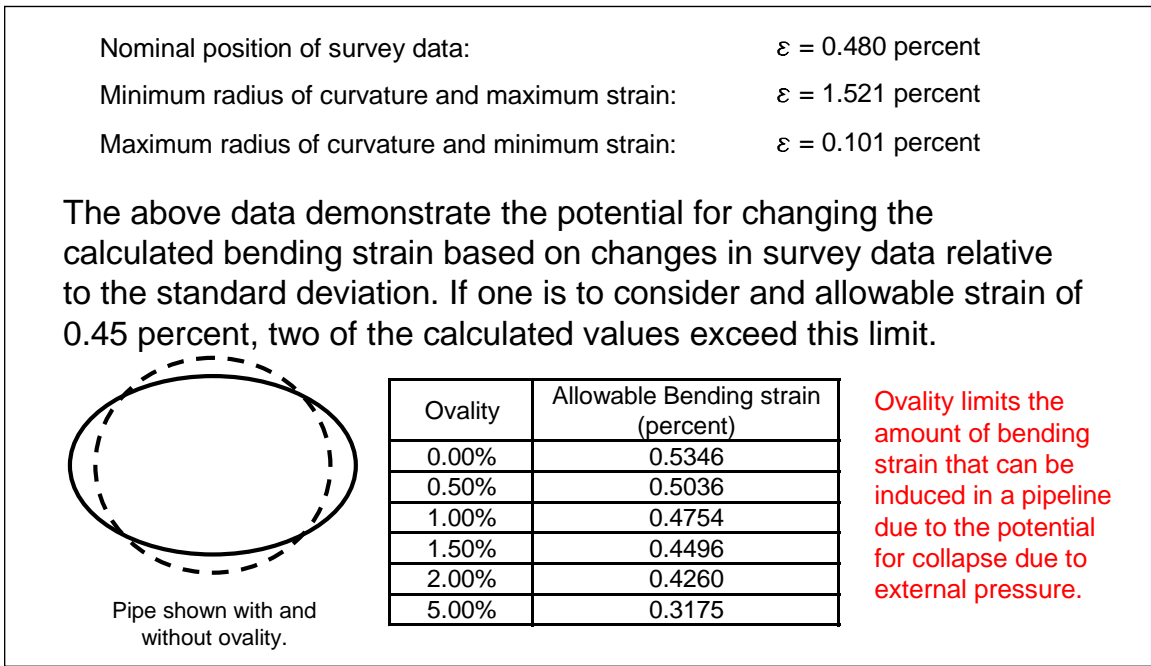 Nominal position of survey data: ε = 0.480 percent
Minimum radius of curvature and maximum strain: ε = 1.521 percent
Maximum radius of curvature and minimum strain: ε = 0.101 percent
The above data demonstrate the potential for changing the
calculated bending strain based on changes in survey data relative
to the standard deviation. If one is to consider and allowable strain of
0.45 percent, two of the calculated values exceed this limit.
Pipe shown with and
without ovality.
Ovality Allowable Bending strain
(percent)
0.00% 0.5346
0.50% 0.5036
1.00% 0.4754
1.50% 0.4496
2.00% 0.4260
5.00% 0.3175
Ovality limits the
amount of bending
strain that can be
induced in a pipeline
due to the potential
for collapse due to
external pressure.